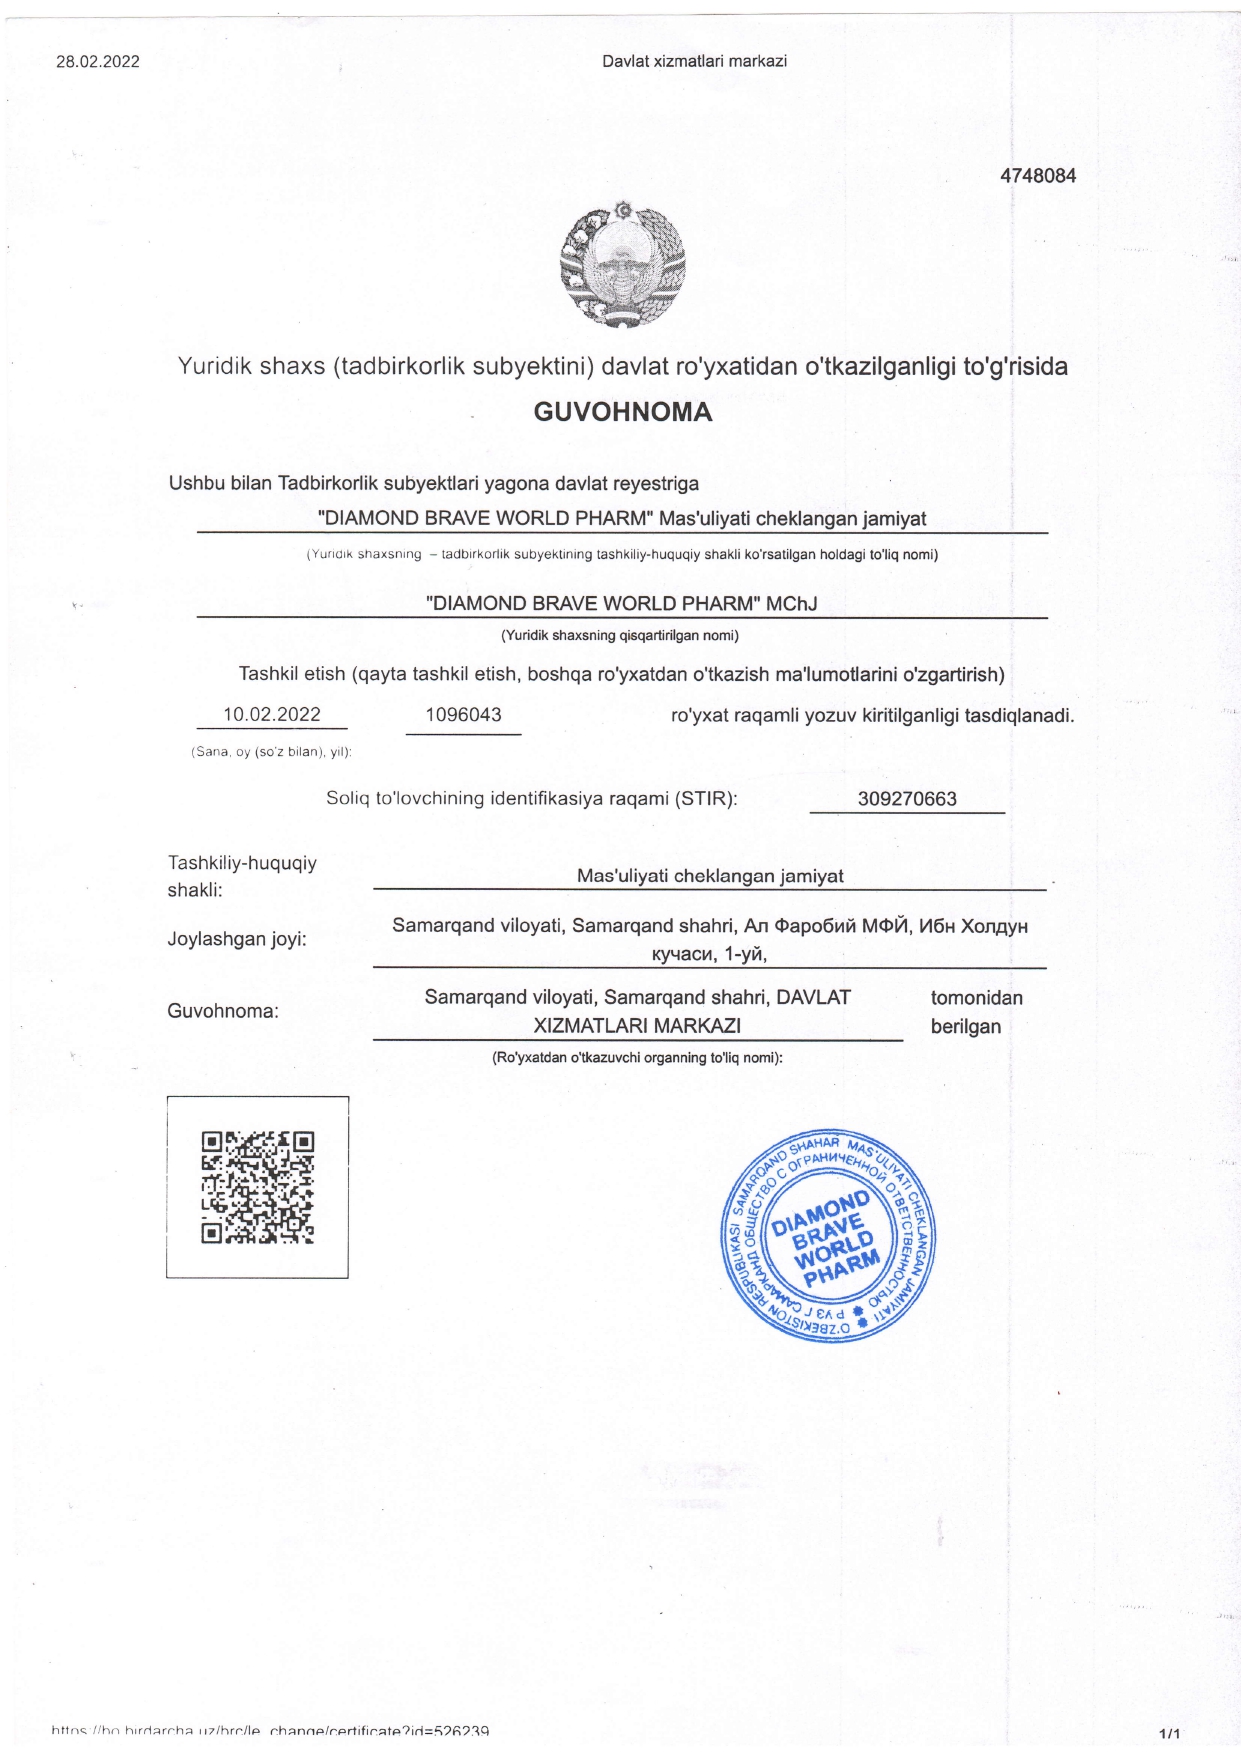 28.02.2022
Davlat xizmatlari markazi
4748084
Yuridik shaxs (tadbirkorlik subyektini) davlat ro'yxatidan o'tkazilganligi to'g'risida
GUVOHNOMA
Ushbu bilan Tadbirkorlik subyektlari yagona davlat reyestriga
"DIAMOND BRAVE WORLD PHARM" Mas'uliyati cheklangan jamiyat
(Yuridik shaxsning – tadbirkorlik subyektining tashkiliy-huquqiy shakli ko'rsatilgan holdagi to'liq nomi)
"DIAMOND BRAVE WORLD PHARM" MChJ
(Yuridik shaxsning qisqartirilgan nomi)
Tashkil etish (qayta tashkil etish, boshqa ro'yxatdan o'tkazish ma'lumotlarini o'zgartirish)
10.02.2022 1096043 ro'yxat raqamli yozuv kiritilganligi tasdiqlanadi.
(Sana, oy (so'z bilan), yil):
Soliq to'lovchining identifikasiya raqami (STIR): 309270663
Tashkiliy-huquqiy
shakli:
Mas'uliyati cheklangan jamiyat
Joylashgan joyi:
Samarqand viloyati, Samarqand shahri, Ал Фаробий МФЙ, Ибн Холдун
кучаси, 1-уй,
Guvohnoma:
Samarqand viloyati, Samarqand shahri, DAVLAT
XIZMATLARI MARKAZI
tomonidan
berilgan
(Ro'yxatdan o'tkazuvchi organning to'liq nomi):
O'ZBEKISTON RESPUBLIKASI SAMARQAND SHAHAR MAS'ULIYATI CHEKLANGAN JAMIYATI
Р УЗ Г САМАРКАНД ОБЩЕСТВО С ОГРАНИЧЕННОЙ ОТВЕТСТВЕННОСТЬЮ
DIAMOND
BRAVE
WORLD
PHARM
https://bo.birdarcha.uz/brc/le_change/certificate?id=526239
1/1